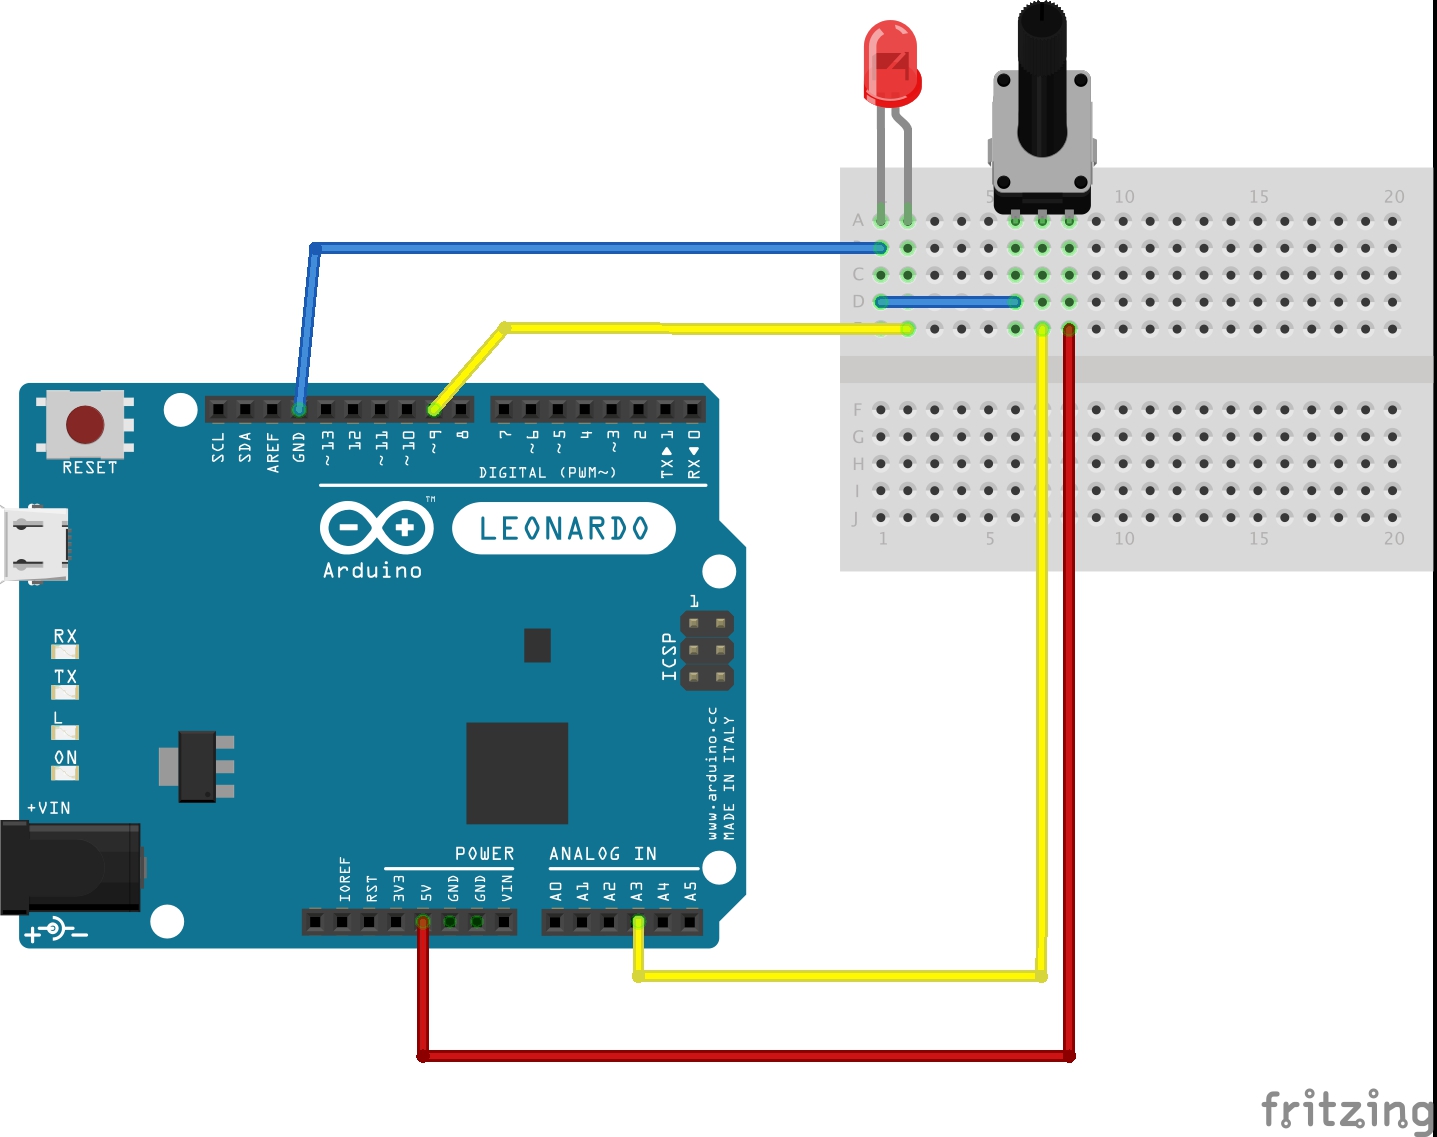 5 10 15 20
A
C
D
F
G
H
I
J
1 5 10 15 20
RESET
SCL
SDA
AREF
GND
~13
12
~11
~10
~9
8
7
~6
~5
4
~3
2
TX▶1
RX◀0
DIGITAL (PWM~)
TM
LEONARDO
Arduino
1
ICSP
RX
TX
L
ON
+VIN
www.arduino.cc
MADE IN ITALY
POWER
ANALOG IN
IOREF
RST
3V3
5V
GND
GND
VIN
A0
A1
A2
A3
A4
A5
fritzing